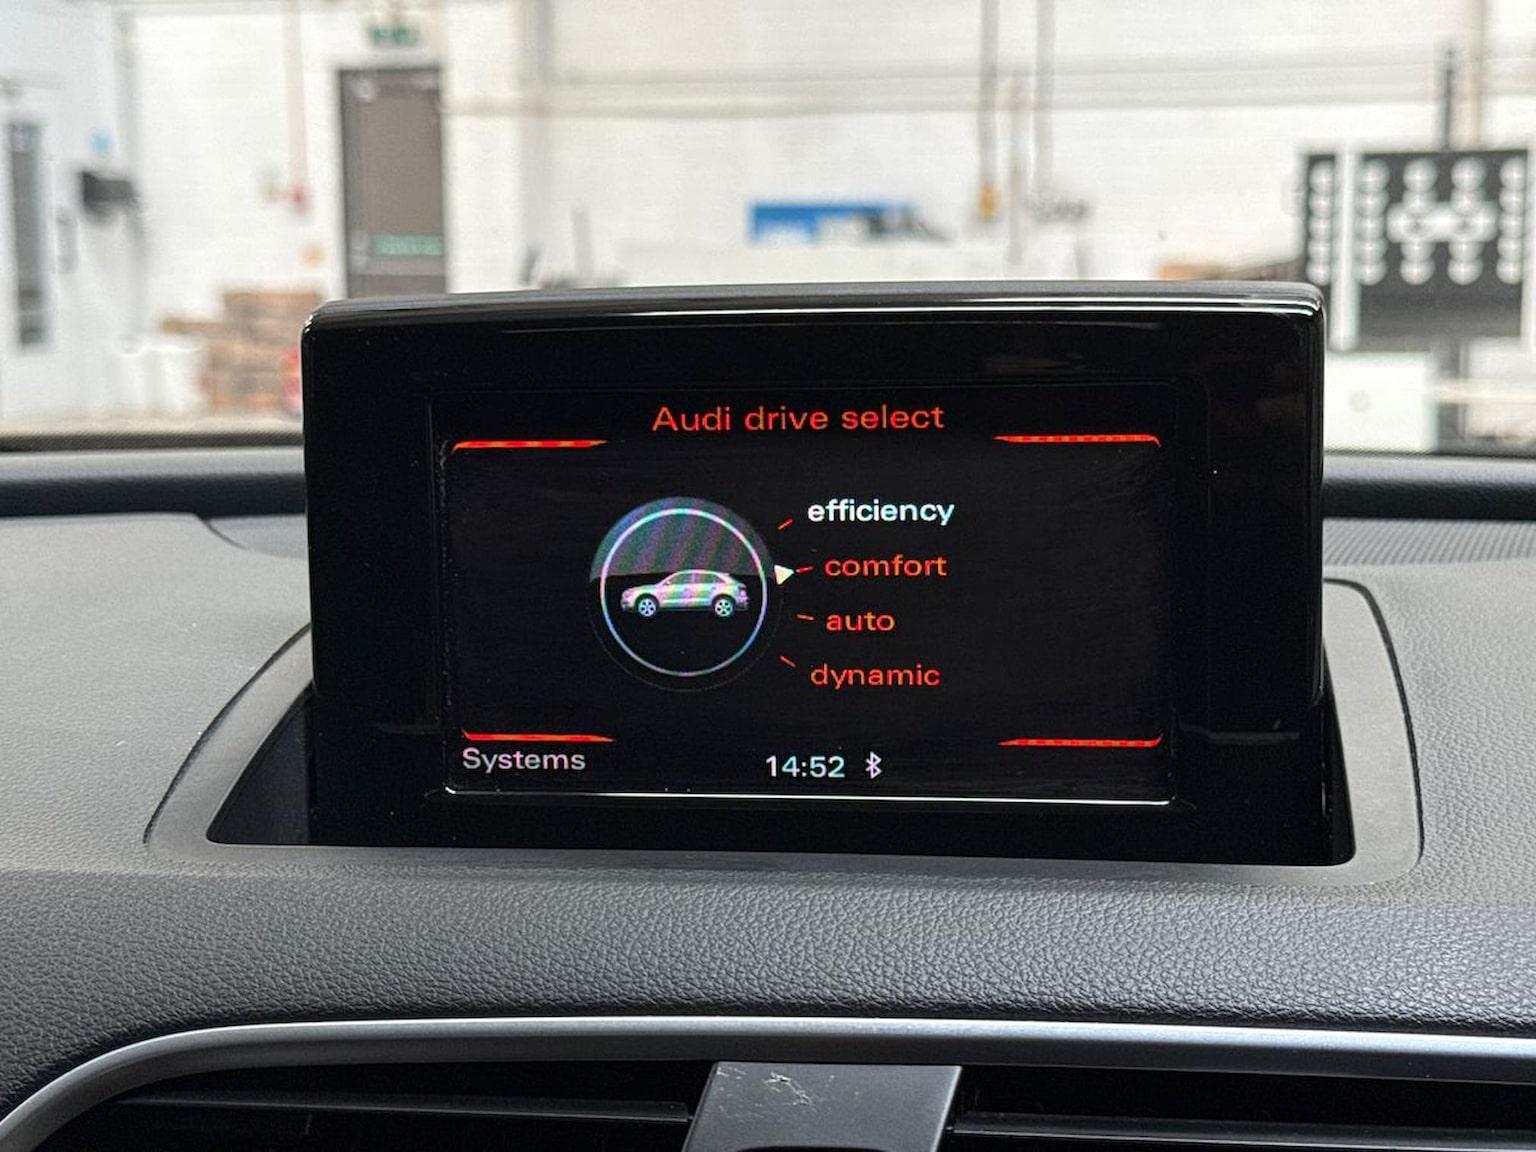 Audi drive select
efficiency
comfort
auto
dynamic
Systems
14:52